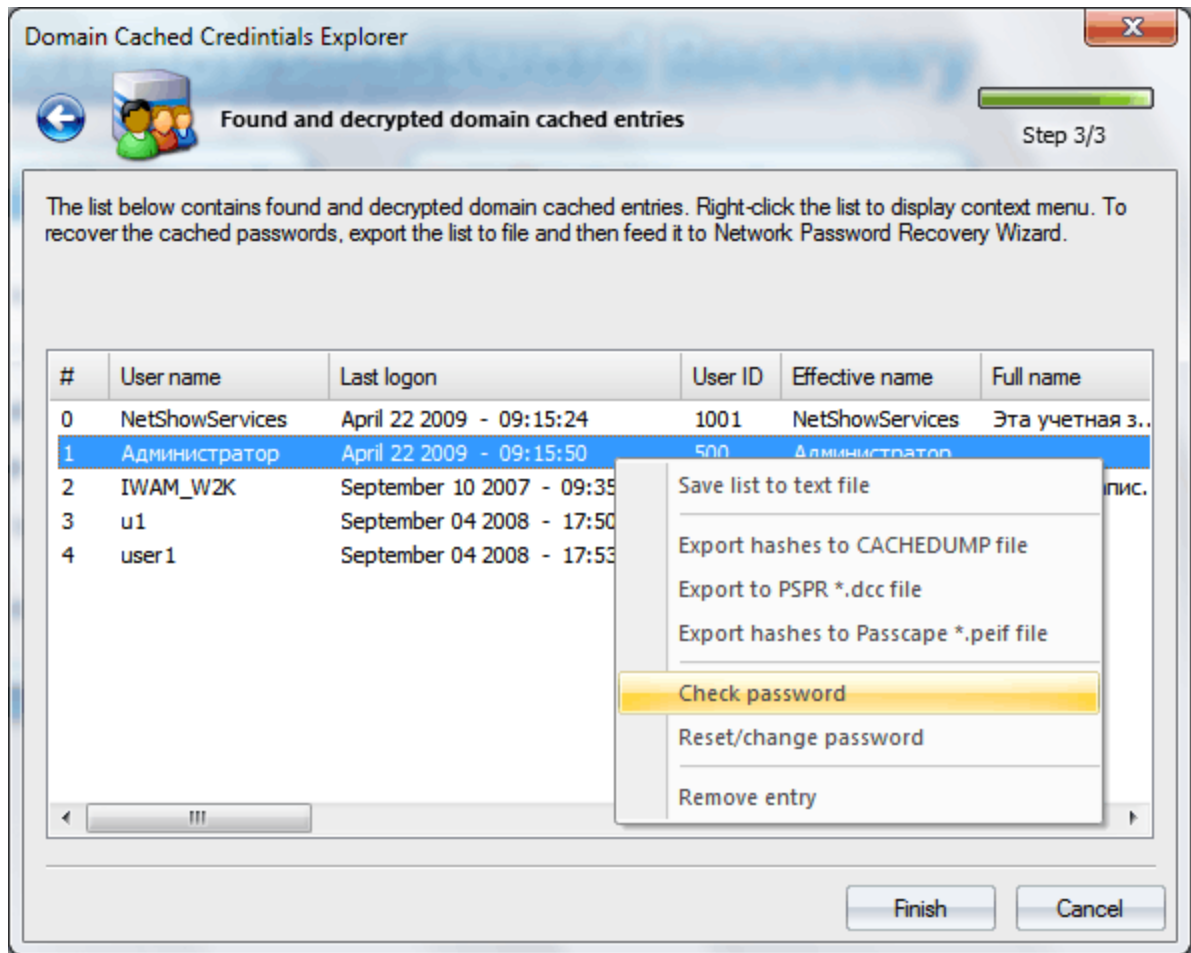 Domain Cached Credintials Explorer
Found and decrypted domain cached entries
Step 3/3
The list below contains found and decrypted domain cached entries. Right-click the list to display context menu. To
recover the cached passwords, export the list to file and then feed it to Network Password Recovery Wizard.
# User name Last logon User ID Effective name Full name
0 NetShowServices April 22 2009 - 09:15:24 1001 NetShowServices Эта учетная з..
1 Администратор April 22 2009 - 09:15:50 500 Администратор
2 IWAM_W2K September 10 2007 - 09:35
3 u1 September 04 2008 - 17:50
4 user1 September 04 2008 - 17:53
Save list to text file
Export hashes to CACHEDUMP file
Export to PSPR *.dcc file
Export hashes to Passcape *.peif file
Check password
Reset/change password
Remove entry
Finish Cancel